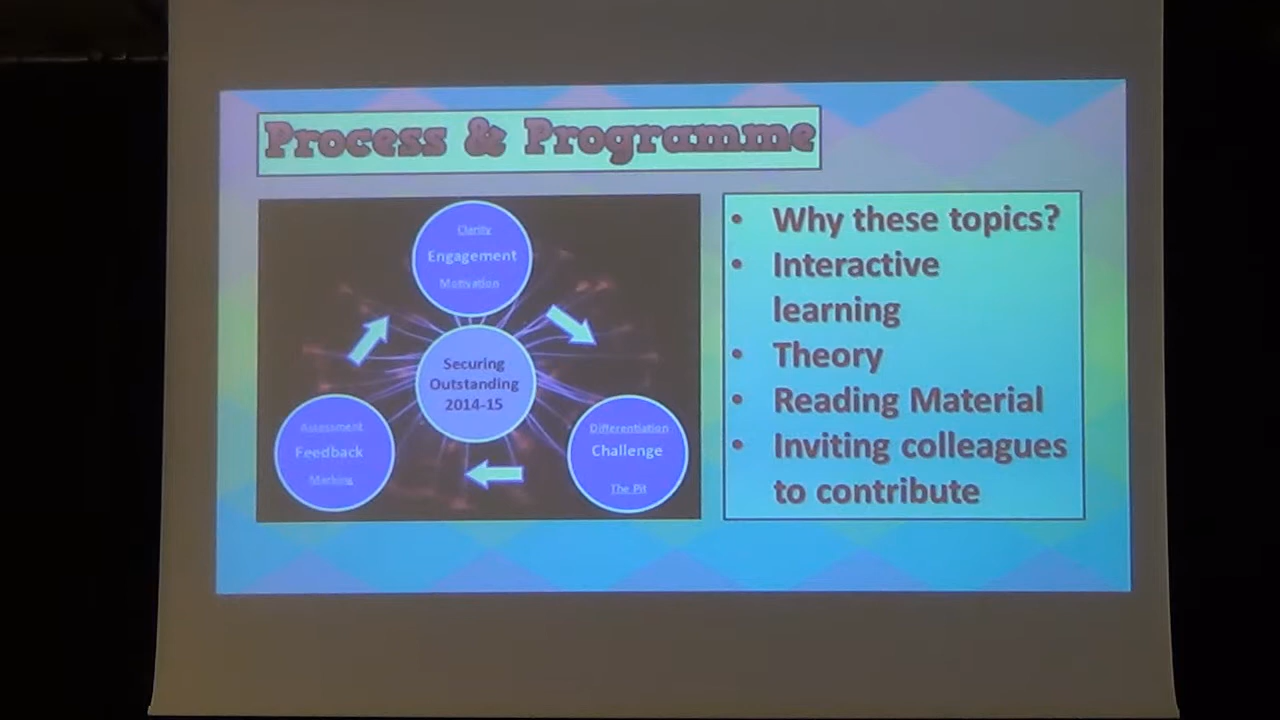 Process & Programme
Clarity
Engagement
Motivation
Securing
Outstanding
2014-15
Assessment
Feedback
Marking
Differentiation
Challenge
The Pit
• Why these topics?
• Interactive
learning
• Theory
• Reading Material
• Inviting colleagues
to contribute